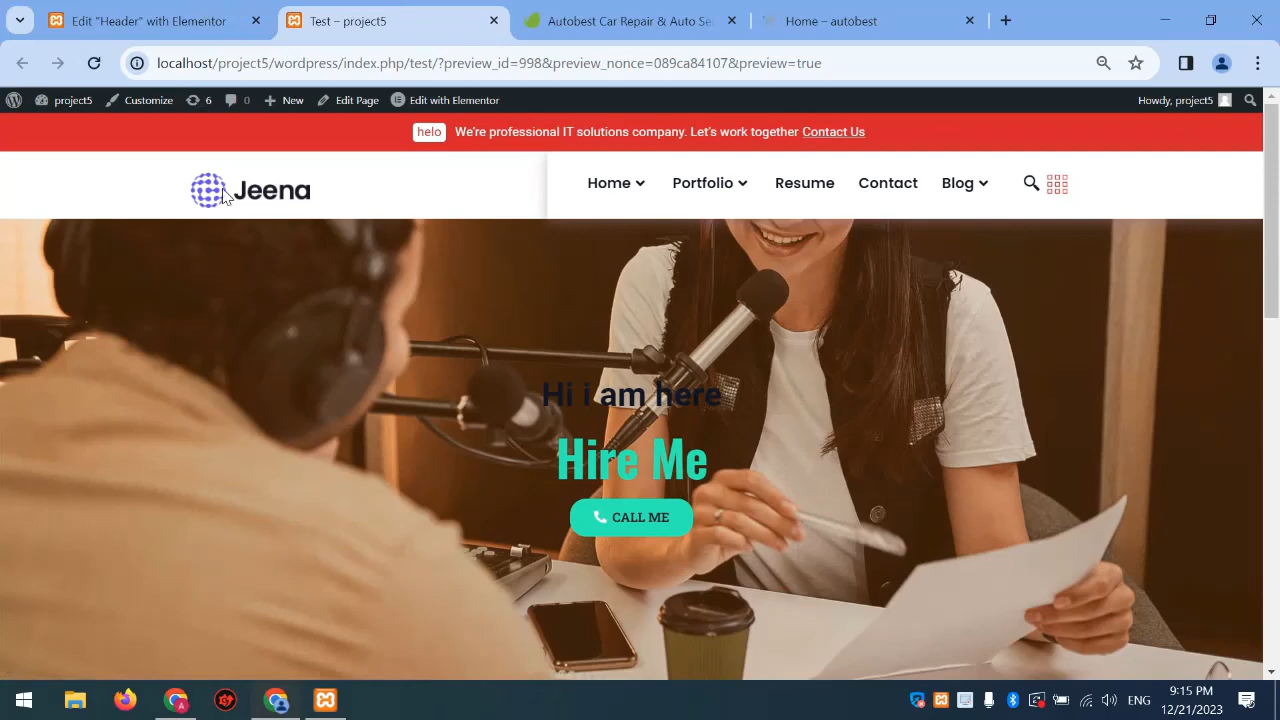 Edit "Header" with Elementor
Test – project5
Autobest Car Repair & Auto Se
Home – autobest
localhost/project5/wordpress/index.php/test/?preview_id=998&preview_nonce=089ca84107&preview=true
project5
Customize
6
0
New
Edit Page
Edit with Elementor
Howdy, project5
helo We're professional IT solutions company. Let's work together Contact Us
Jeena
Home
Portfolio
Resume
Contact
Blog
Hi i am here
Hire Me
CALL ME
ENG
9:15 PM
12/21/2023